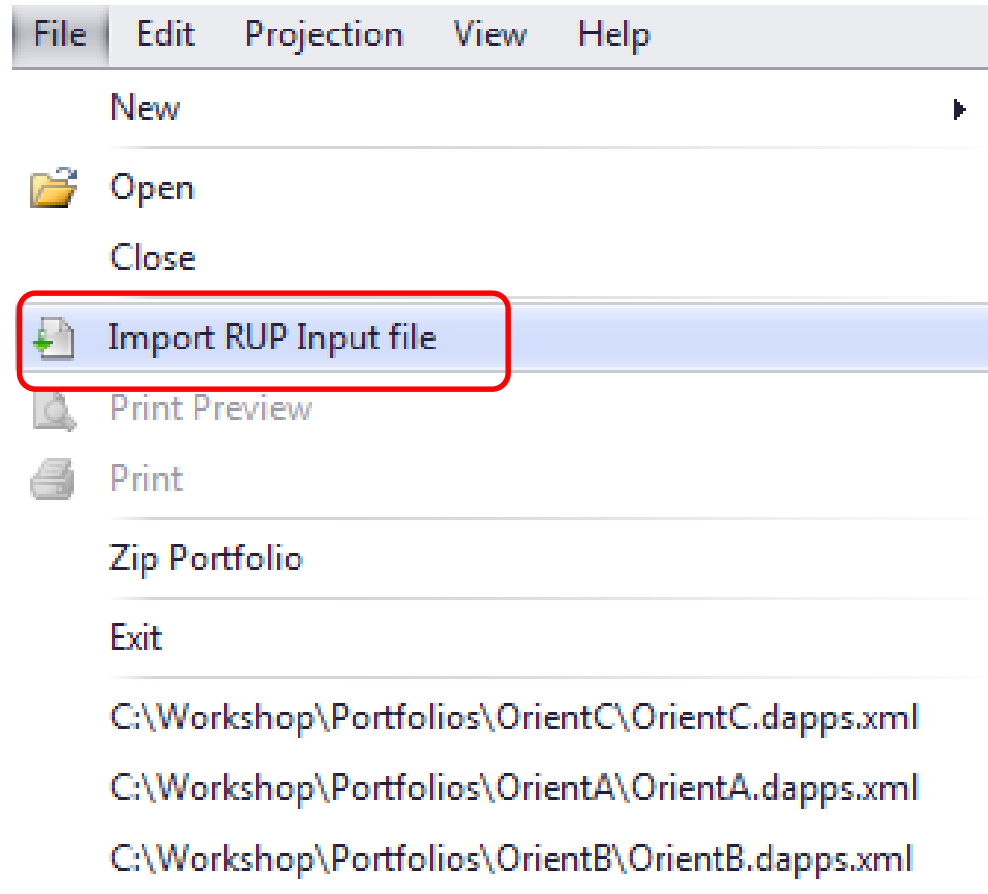 File Edit Projection View Help
New
Open
Close
Import RUP Input file
Print Preview
Print
Zip Portfolio
Exit
C:\Workshop\Portfolios\OrientC\OrientC.dapps.xml
C:\Workshop\Portfolios\OrientA\OrientA.dapps.xml
C:\Workshop\Portfolios\OrientB\OrientB.dapps.xml